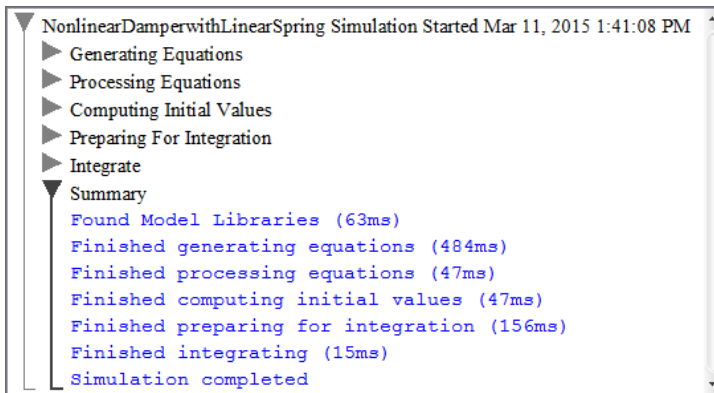 NonlinearDamperwithLinearSpring Simulation Started Mar 11, 2015 1:41:08 PM
Generating Equations
Processing Equations
Computing Initial Values
Preparing For Integration
Integrate
Summary
Found Model Libraries (63ms)
Finished generating equations (484ms)
Finished processing equations (47ms)
Finished computing initial values (47ms)
Finished preparing for integration (156ms)
Finished integrating (15ms)
Simulation completed